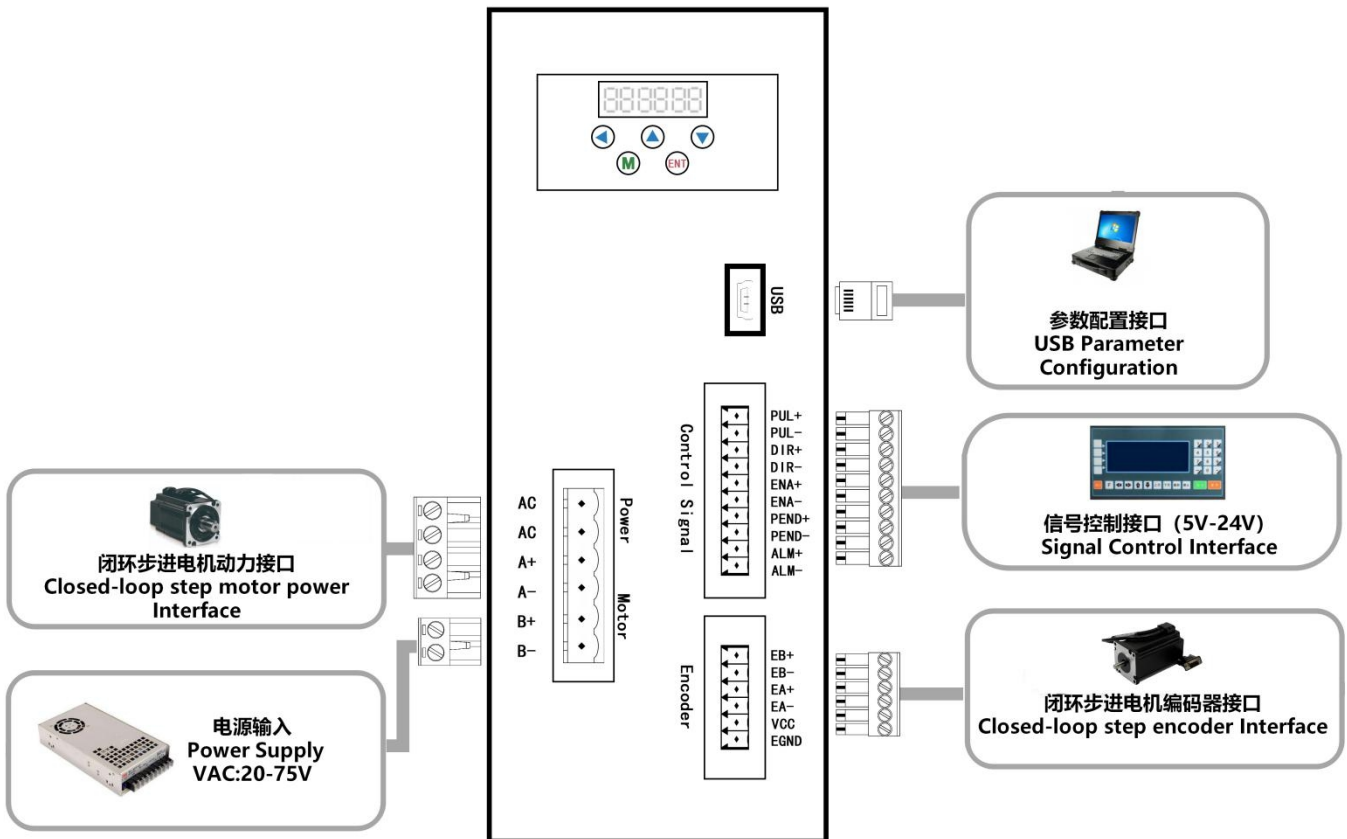 888888
M
ENT
USB
参数配置接口
USB Parameter
Configuration
Control Signal
PUL+
PUL-
DIR+
DIR-
ENA+
ENA-
PEND+
PEND-
ALM+
ALM-
信号控制接口（5V-24V）
Signal Control Interface
Power
Motor
AC
AC
A+
A-
B+
B-
闭环步进电机动力接口
Closed-loop step motor power
Interface
电源输入
Power Supply
VAC:20-75V
Encoder
EB+
EB-
EA+
EA-
VCC
EGND
闭环步进电机编码器接口
Closed-loop step encoder Interface